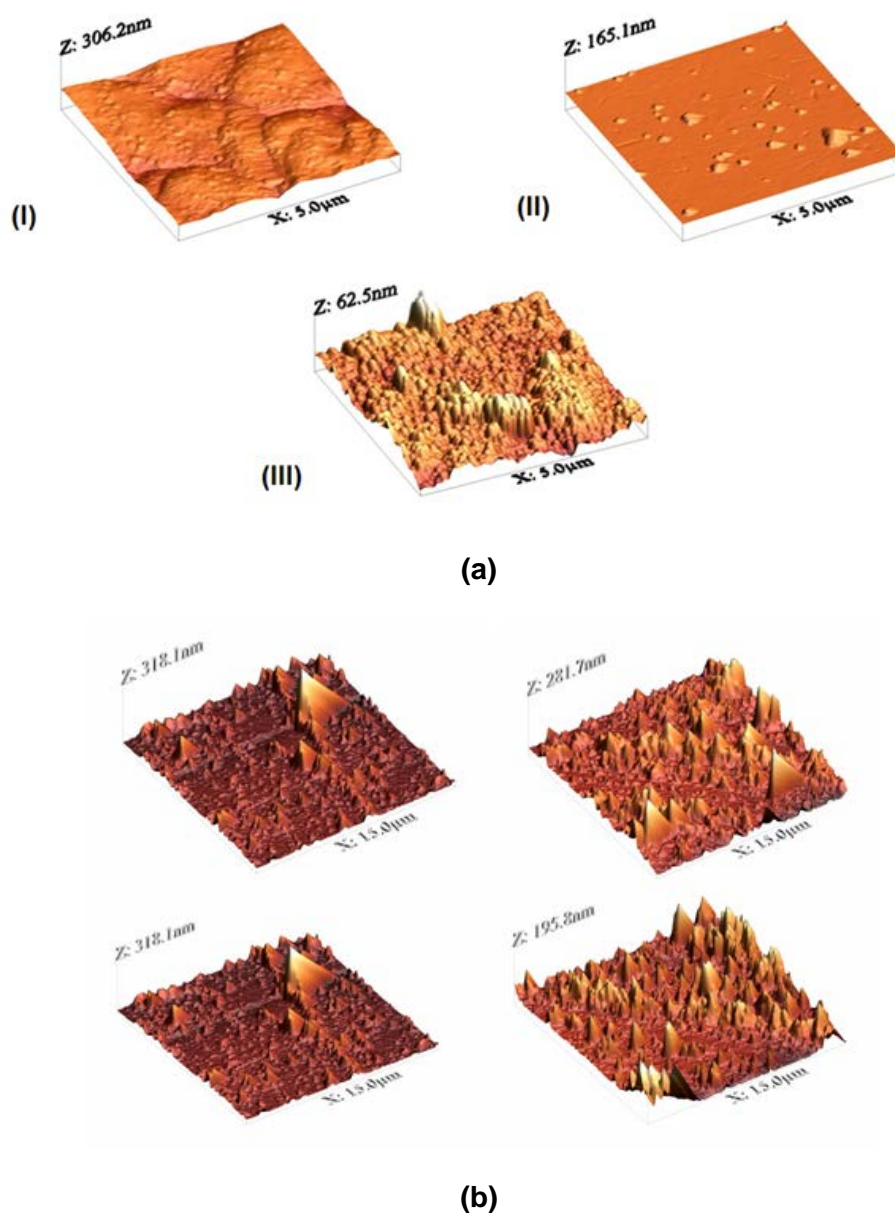 Z: 306.2nm
X: 5.0µm
(I)
Z: 165.1nm
X: 5.0µm
(II)
Z: 62.5nm
X: 5.0µm
(III)
(a)
Z: 318.1nm
X: 15.0µm
Z: 281.7nm
X: 15.0µm
Z: 318.1nm
X: 15.0µm
Z: 195.8nm
X: 15.0µm
(b)